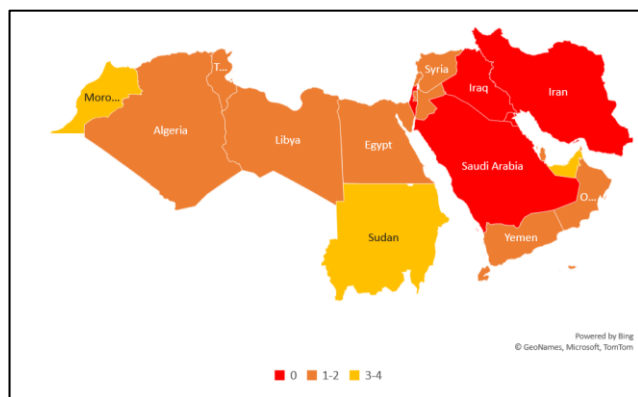 Moro...
T...
Algeria
Libya
Egypt
Sudan
Syria
Iraq
Iran
Saudi Arabia
O...
Yemen
Powered by Bing
© GeoNames, Microsoft, TomTom
0 1-2 3-4